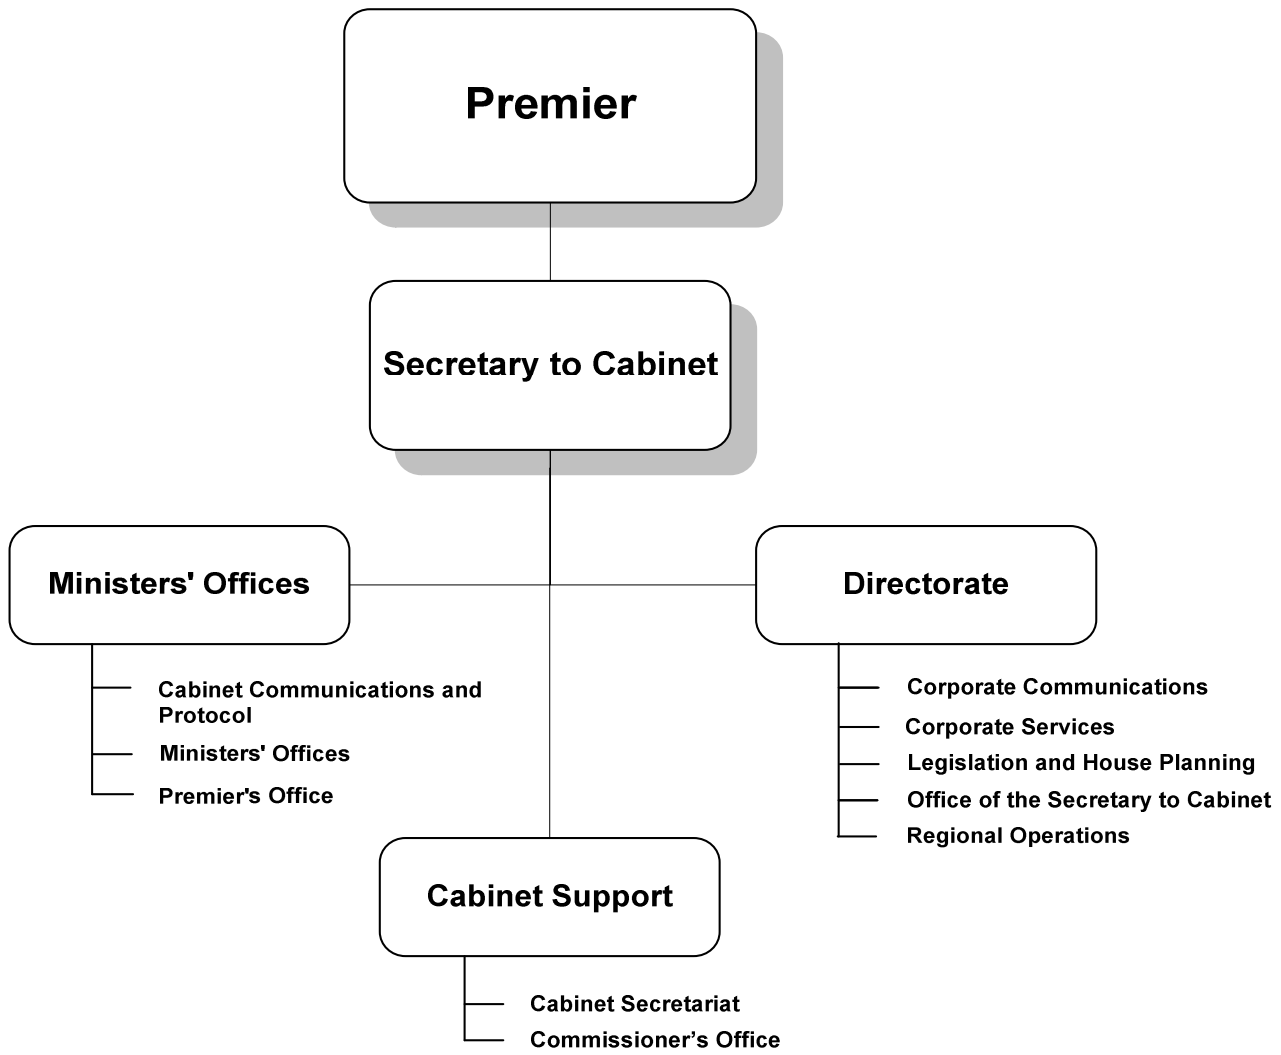 Premier
Secretary to Cabinet
Ministers' Offices
Cabinet Communications and
Protocol
Ministers' Offices
Premier's Office
Directorate
Corporate Communications
Corporate Services
Legislation and House Planning
Office of the Secretary to Cabinet
Regional Operations
Cabinet Support
Cabinet Secretariat
Commissioner’s Office